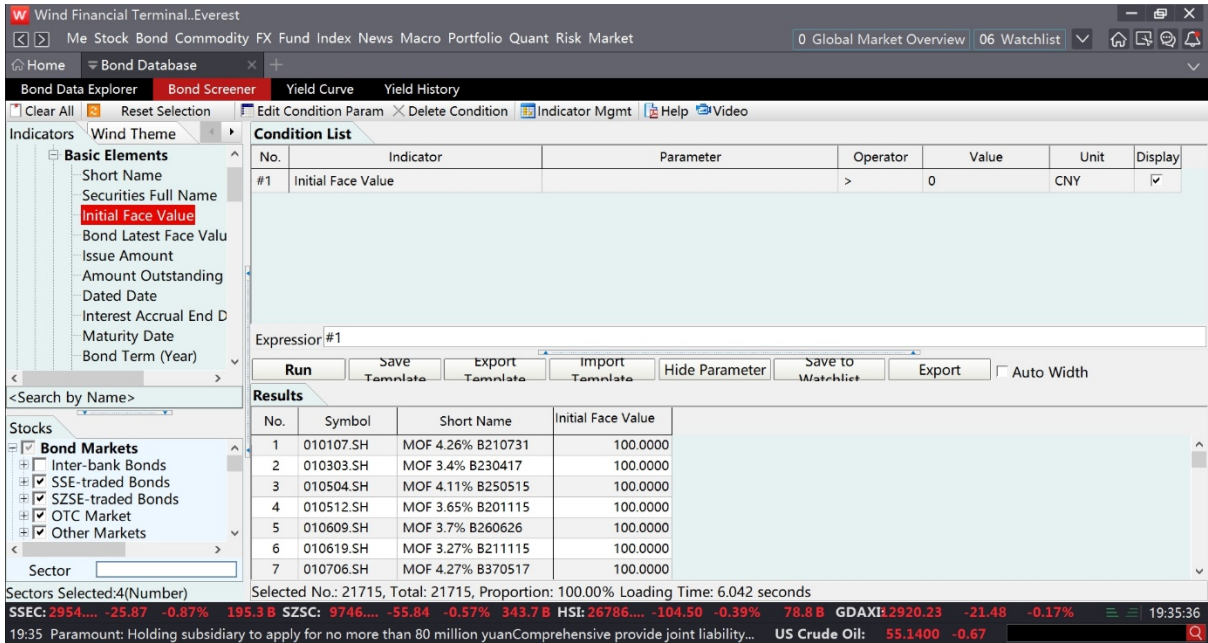 W Wind Financial Terminal..Everest
Me Stock Bond Commodity FX Fund Index News Macro Portfolio Quant Risk Market 0 Global Market Overview 06 Watchlist
Home Bond Database
Bond Data Explorer Bond Screener Yield Curve Yield History
Clear All Reset Selection Edit Condition Param Delete Condition Indicator Mgmt Help Video
Indicators Wind Theme Condition List
Basic Elements No. Indicator Parameter Operator Value Unit Display
Short Name #1 Initial Face Value > 0 CNY
Securities Full Name
Initial Face Value
Bond Latest Face Valu
Issue Amount
Amount Outstanding
Dated Date
Interest Accrual End D
Maturity Date Expressior #1
Bond Term (Year)
Run Save Template Export Template Import Template Hide Parameter Save to Watchlist Export Auto Width
<Search by Name> Results
Stocks No. Symbol Short Name Initial Face Value
Bond Markets 1 010107.SH MOF 4.26% B210731 100.0000
Inter-bank Bonds 2 010303.SH MOF 3.4% B230417 100.0000
SSE-traded Bonds 3 010504.SH MOF 4.11% B250515 100.0000
SZSE-traded Bonds 4 010512.SH MOF 3.65% B201115 100.0000
OTC Market 5 010609.SH MOF 3.7% B260626 100.0000
Other Markets 6 010619.SH MOF 3.27% B211115 100.0000
Sector 7 010706.SH MOF 4.27% B370517 100.0000
Sectors Selected:4(Number) Selected No.: 21715, Total: 21715, Proportion: 100.00% Loading Time: 6.042 seconds
SSEC: 2954.... -25.87 -0.87% 195.3 B SZSC: 9746.... -55.84 -0.57% 343.7 B HSI: 26786.... -104.50 -0.39% 78.8 B GDAXI: 12920.23 -21.48 -0.17% 19:35:36
19:35 Paramount: Holding subsidiary to apply for no more than 80 million yuanComprehensive provide joint liability... US Crude Oil: 55.1400 -0.67